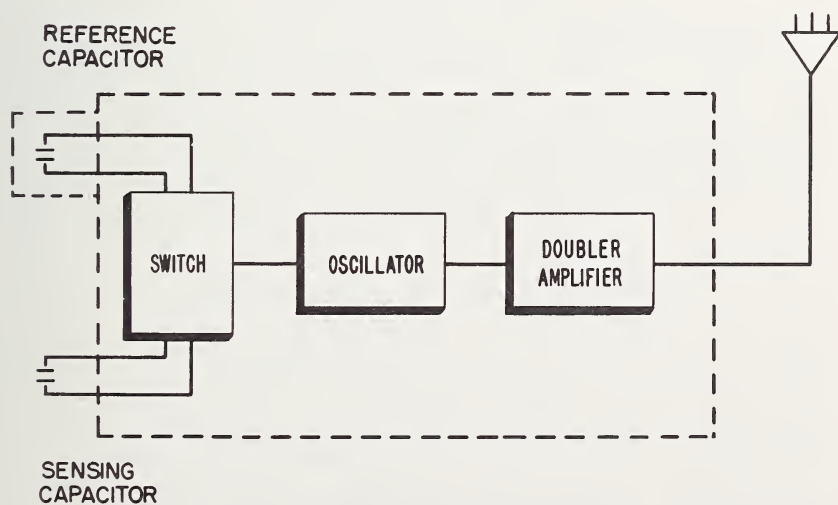 REFERENCE
CAPACITOR
SWITCH
OSCILLATOR
DOUBLER
AMPLIFIER
SENSING
CAPACITOR